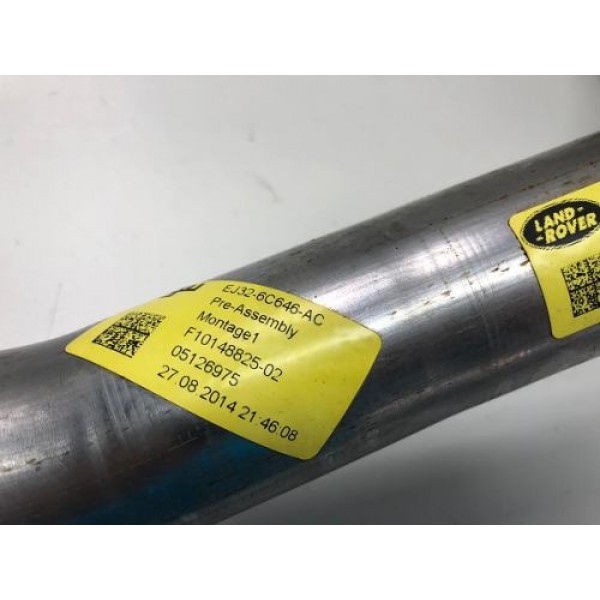 EJ32-6C646-AC
Pre-Assembly
Montage1
F10148825-02
05126975
27.08.2014 21:46:08
LAND-
-ROVER